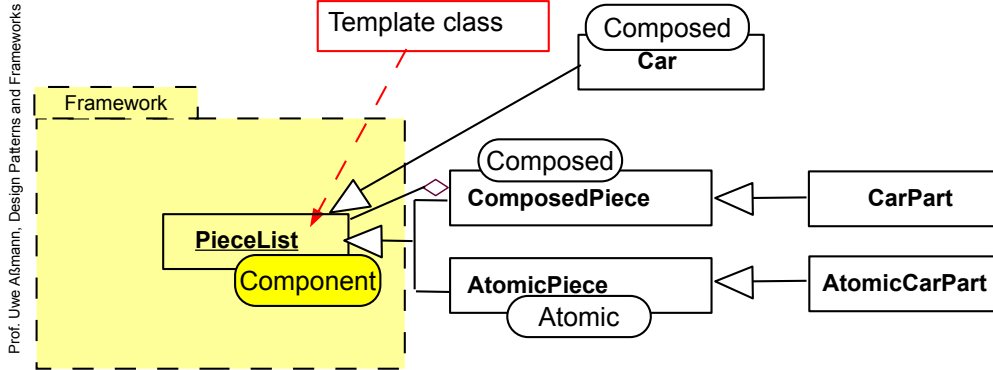 Prof. Uwe Aßmann, Design Patterns and Frameworks
Template class
Composed
Car
Framework
Composed
ComposedPiece
CarPart
PieceList
Component
AtomicPiece
AtomicCarPart
Atomic